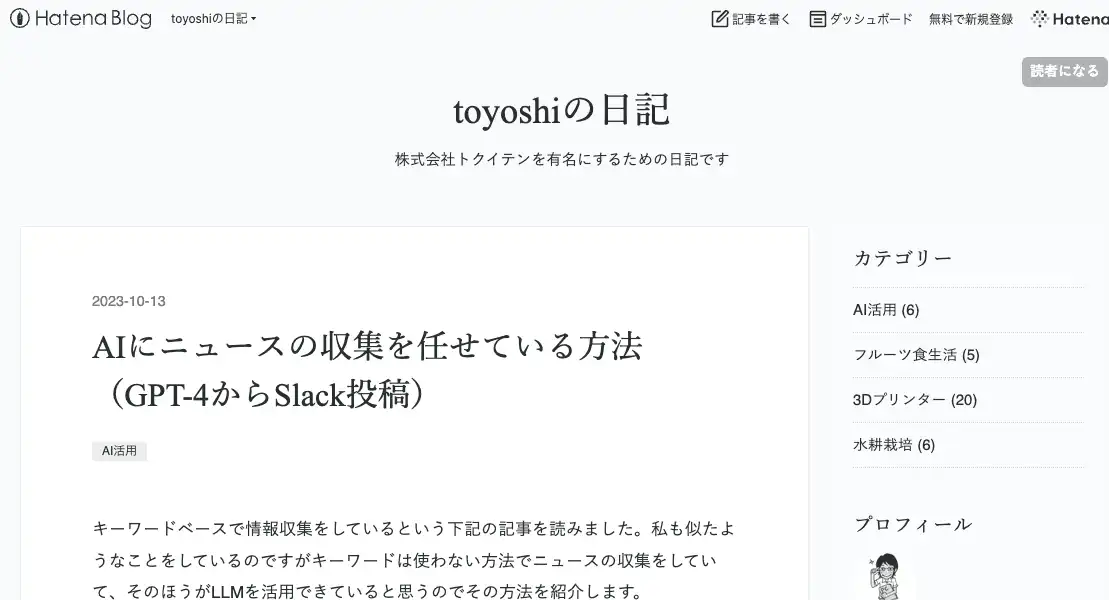 Hatena Blog toyoshiの日記 記事を書く ダッシュボード 無料で新規登録 Hatena
読者になる
toyoshiの日記
株式会社トクイテンを有名にするための日記です
2023-10-13
AIにニュースの収集を任せている方法
（GPT-4からSlack投稿）
AI活用
キーワードベースで情報収集をしているという下記の記事を読みました。私も似たよ
うなことをしているのですがキーワードは使わない方法でニュースの収集をしてい
て、そのほうがLLMを活用できていると思うのでその方法を紹介します。
カテゴリー
AI活用 (6)
フルーツ食生活 (5)
3Dプリンター (20)
水耕栽培 (6)
プロフィール